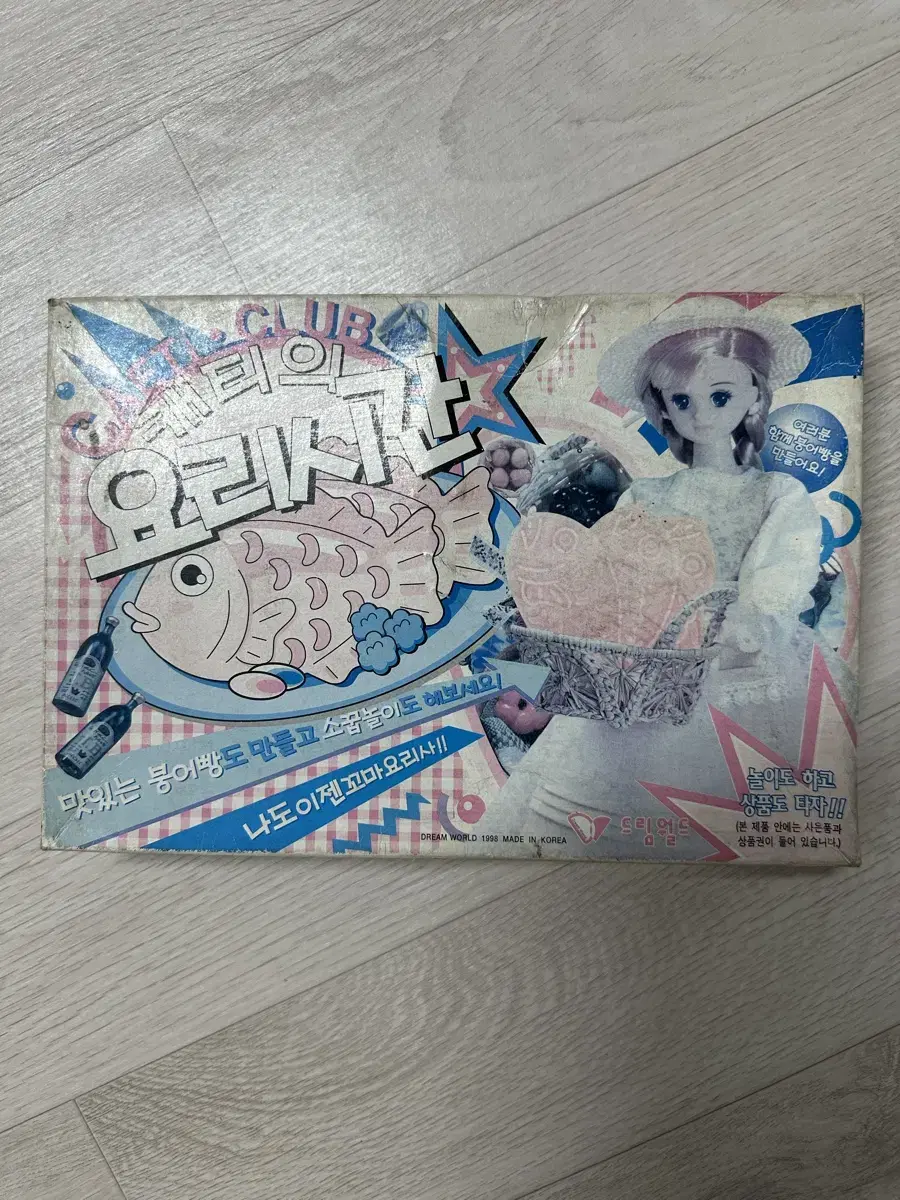 CLUB
의
요리시간
여러분
함께 붕어빵을
만들어요!
맛있는 붕어빵도 만들고 소꿉놀이도 해보세요!
나도이젠꼬마요리사!!
놀이도 하고
상품도 타자!!
(본 제품 안에는 사은품과
상품권이 들어 있습니다.)
DREAM WORLD 1998 MADE IN KOREA
드림월드